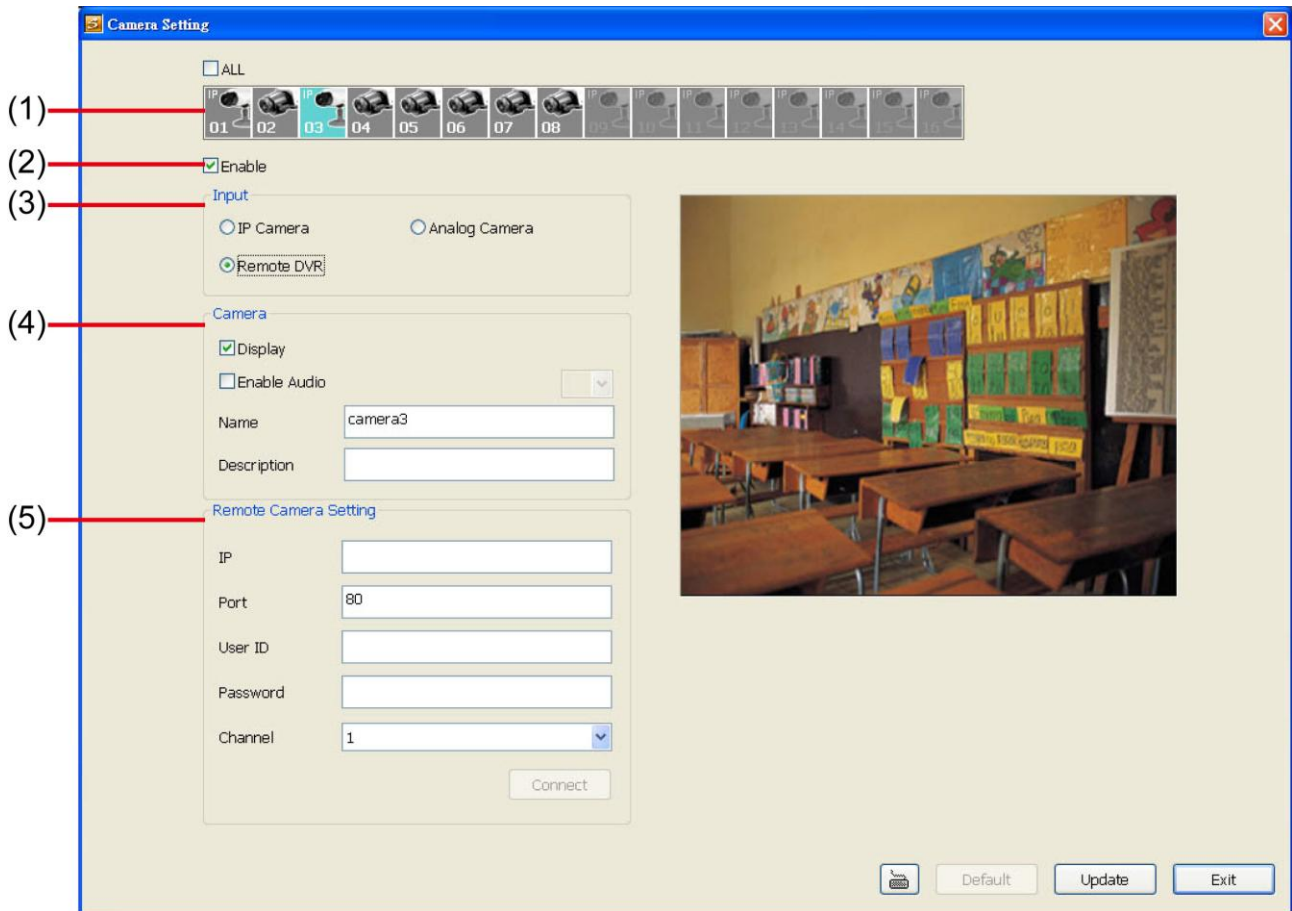 Camera Setting
ALL
(1)
IP 01 02 IP 03 04 05 06 07 08 IP 09 IP 10 IP 11 IP 12 IP 13 IP 14 IP 15 IP 16
(2)
Enable
(3)
Input
IP Camera Analog Camera
Remote DVR
(4)
Camera
Display
Enable Audio
Name camera3
Description
(5)
Remote Camera Setting
IP
Port 80
User ID
Password
Channel 1
Connect
Default Update Exit